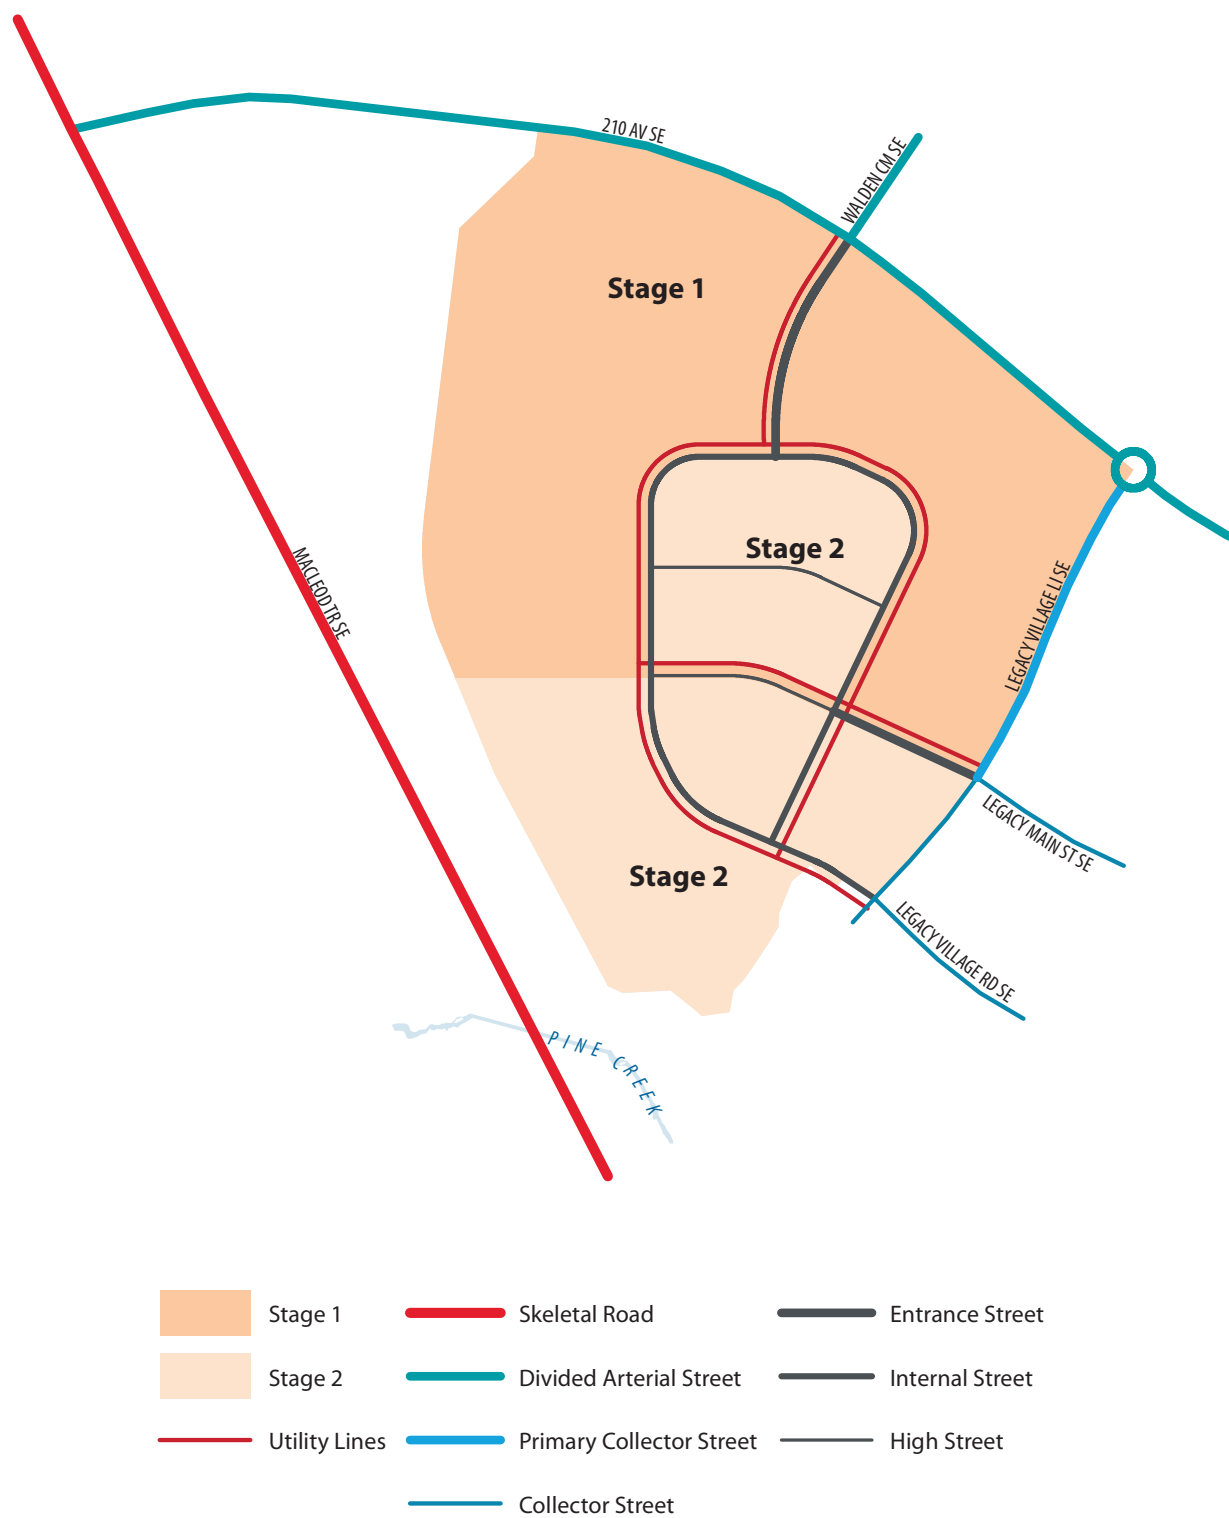 210 AV SE
WALDEN CM SE
Stage 1
Stage 2
MACLEOD TR SE
LEGACY VILLAGE LI SE
LEGACY MAIN ST SE
Stage 2
LEGACY VILLAGE RD SE
PINE CREEK
Stage 1
Skeletal Road
Entrance Street
Stage 2
Divided Arterial Street
Internal Street
Utility Lines
Primary Collector Street
High Street
Collector Street